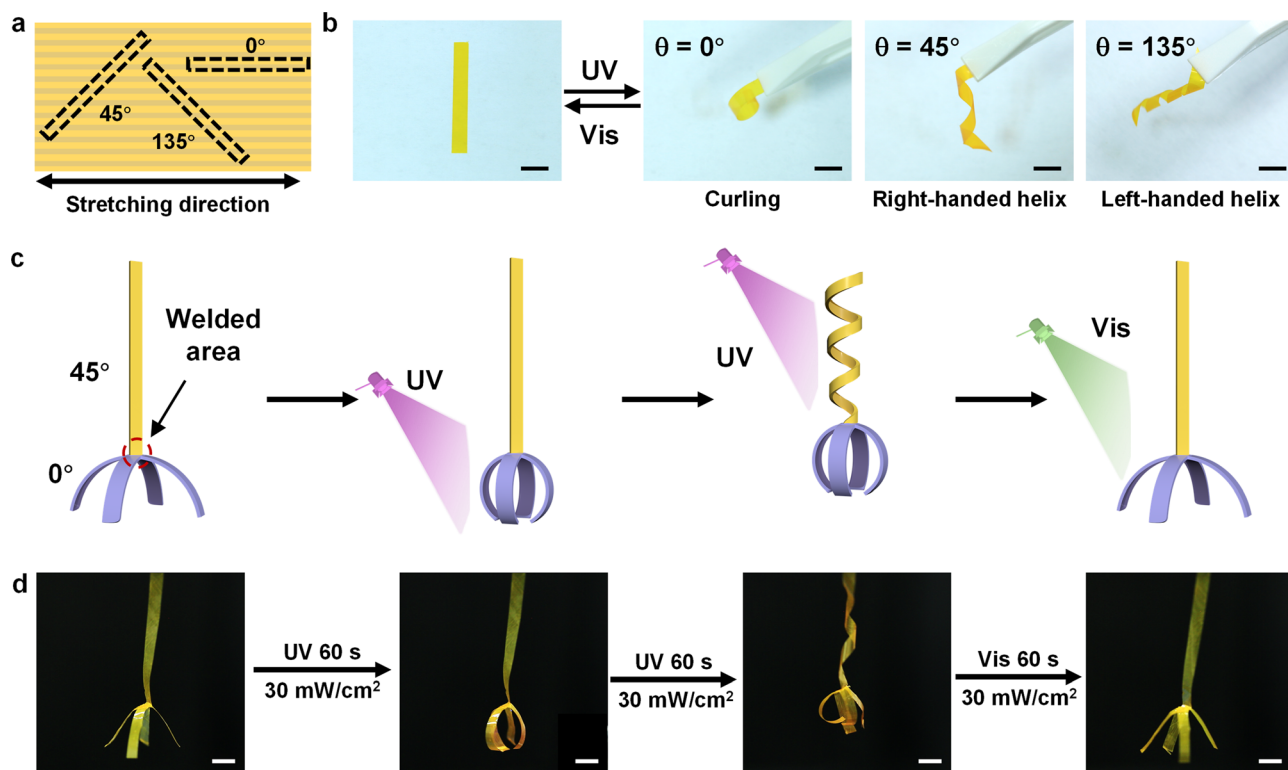 a
0°
45°
135°
Stretching direction
b
UV
Vis
θ = 0°
θ = 45°
θ = 135°
Curling
Right-handed helix
Left-handed helix
c
Welded
area
45°
0°
UV
UV
Vis
d
UV 60 s
30 mW/cm²
UV 60 s
30 mW/cm²
Vis 60 s
30 mW/cm²